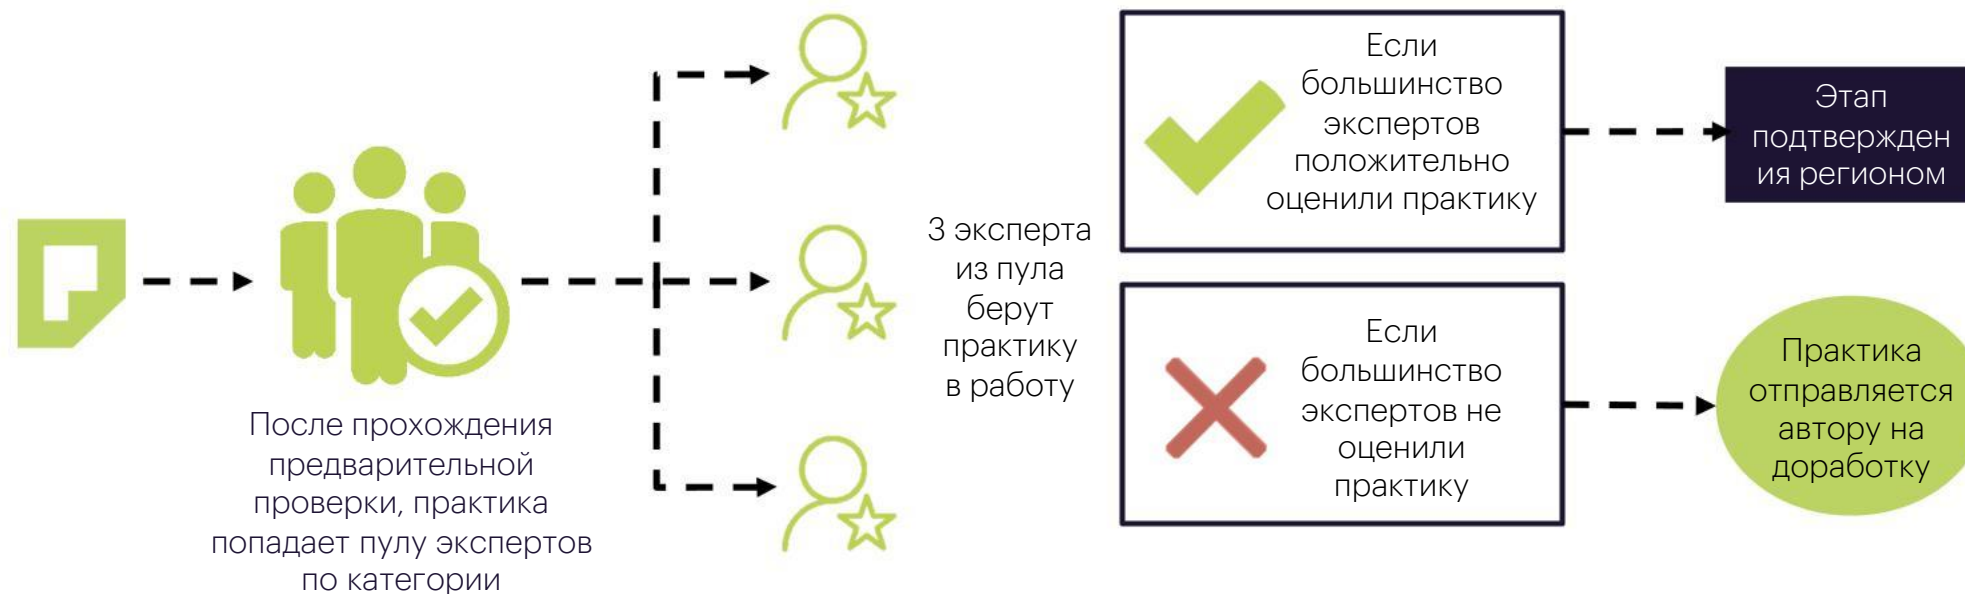 После прохождения
предварительной
проверки, практика
попадает пулу экспертов
по категории
3 эксперта
из пула
берут
практику
в работу
Если
большинство
экспертов
положительно
оценили практику
Этап
подтвержден
ия регионом
Если
большинство
экспертов не
оценили
практику
Практика
отправляется
автору на
доработку